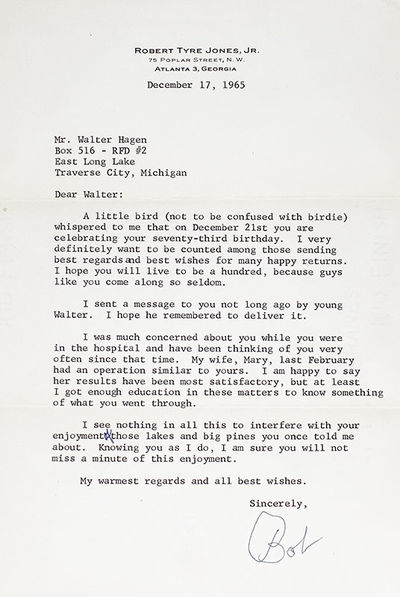 ROBERT TYRE JONES, JR.
75 POPLAR STREET, N. W.
ATLANTA 3, GEORGIA
December 17, 1965
Mr. Walter Hagen
Box 516 - RFD #2
East Long Lake
Traverse City, Michigan
Dear Walter:
A little bird (not to be confused with birdie)
whispered to me that on December 21st you are
celebrating your seventy-third birthday. I very
definitely want to be counted among those sending
best regards and best wishes for many happy returns.
I hope you will live to be a hundred, because guys
like you come along so seldom.
I sent a message to you not long ago by young
Walter. I hope he remembered to deliver it.
I was much concerned about you while you were
in the hospital and have been thinking of you very
often since that time. My wife, Mary, last February
had an operation similar to yours. I am happy to say
her results have been most satisfactory, but at least
I got enough education in these matters to know something
of what you went through.
I see nothing in all this to interfere with your
enjoyment those lakes and big pines you once told me
about. Knowing you as I do, I am sure you will not
miss a minute of this enjoyment.
My warmest regards and all best wishes.
Sincerely,
Bob